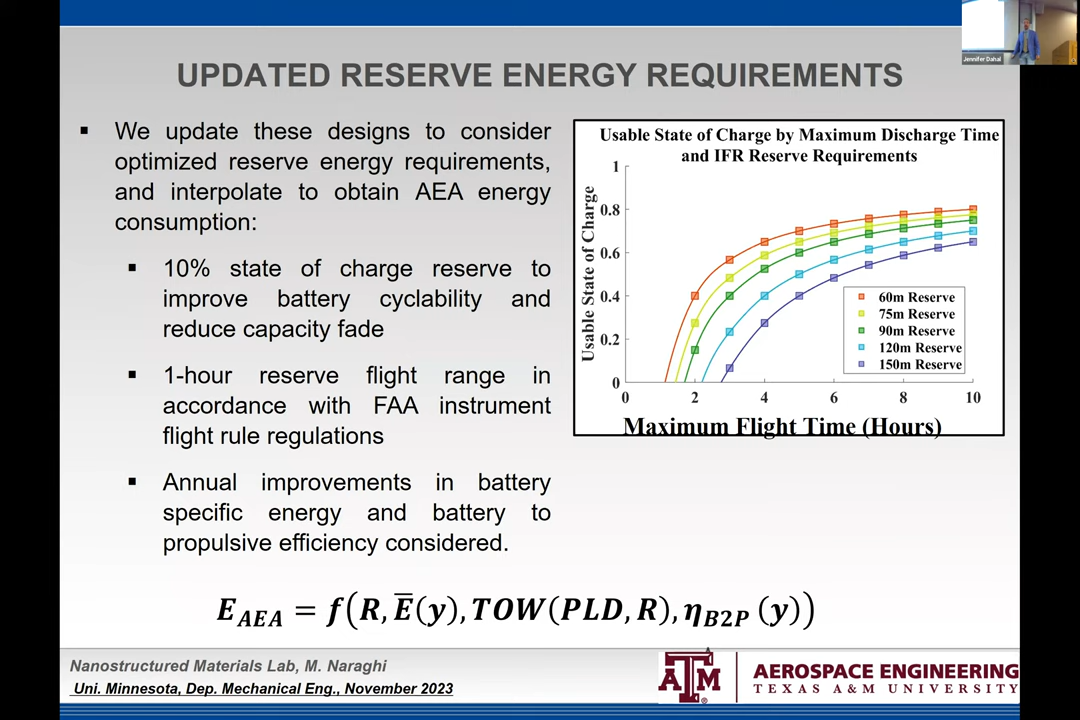 Jennifer Dahal
UPDATED RESERVE ENERGY REQUIREMENTS
▪ We update these designs to consider
optimized reserve energy requirements,
and interpolate to obtain AEA energy
consumption:
▪ 10% state of charge reserve to
improve battery cyclability and
reduce capacity fade
▪ 1-hour reserve flight range in
accordance with FAA instrument
flight rule regulations
▪ Annual improvements in battery
specific energy and battery to
propulsive efficiency considered.
Usable State of Charge by Maximum Discharge Time
and IFR Reserve Requirements
Usable State of Charge
1
0.8
0.6
0.4
0.2
0
0 2 4 6 8 10
Maximum Flight Time (Hours)
60m Reserve
75m Reserve
90m Reserve
120m Reserve
150m Reserve
E_AEA = f(R, E̅(y), TOW(PLD, R), η_B2P (y))
Nanostructured Materials Lab, M. Naraghi
Uni. Minnesota, Dep. Mechanical Eng., November 2023
ATM
®
AEROSPACE ENGINEERING
TEXAS A&M UNIVERSITY